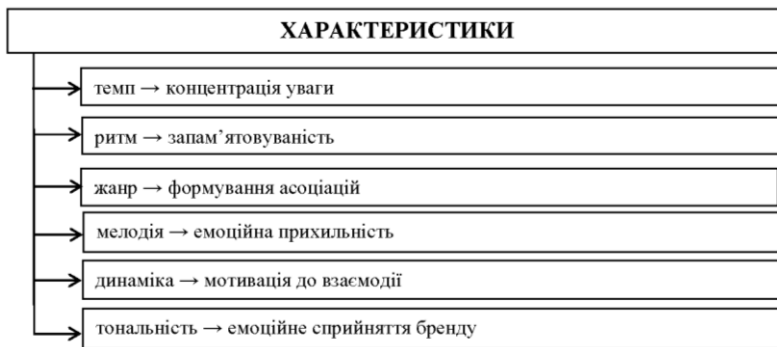 ХАРАКТЕРИСТИКИ
темп → концентрація уваги
ритм → запам’ятовуваність
жанр → формування асоціацій
мелодія → емоційна прихильність
динаміка → мотивація до взаємодії
тональність → емоційне сприйняття бренду